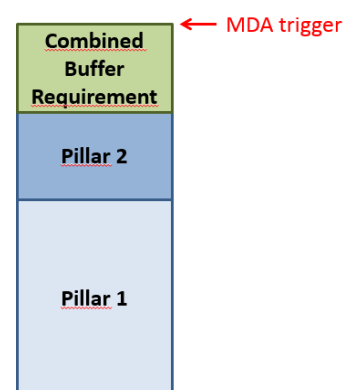 MDA trigger
Combined
Buffer
Requirement
Pillar 2
Pillar 1